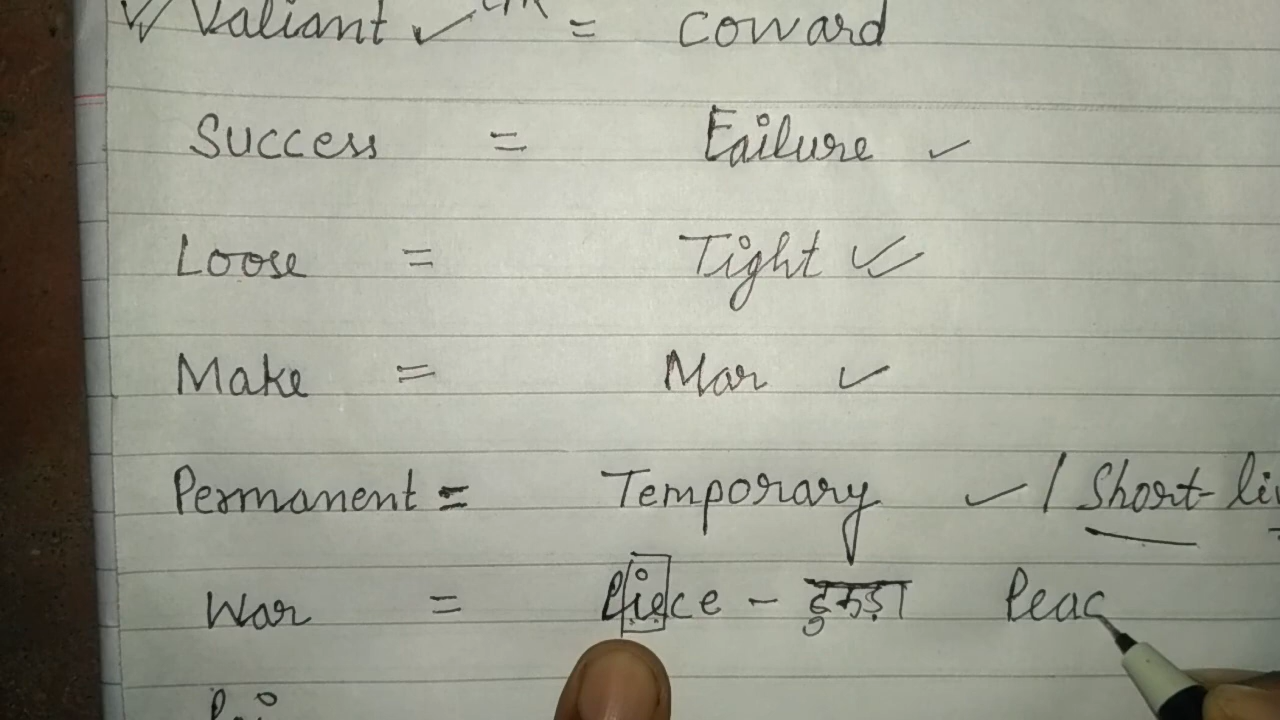 Valiant = Coward
Success = Failure
Loose = Tight
Make = Mar
Permanent = Temporary / Short-li
War = Piece - टुकड़ा Peac